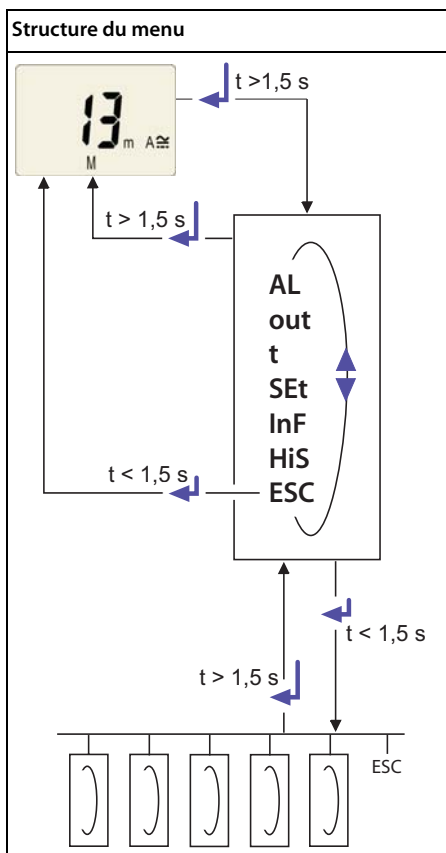 Structure du menu
13 m A≅
M
t >1,5 s
t > 1,5 s
AL
out
t
SEt
InF
HiS
ESC
t < 1,5 s
t < 1,5 s
t > 1,5 s
ESC